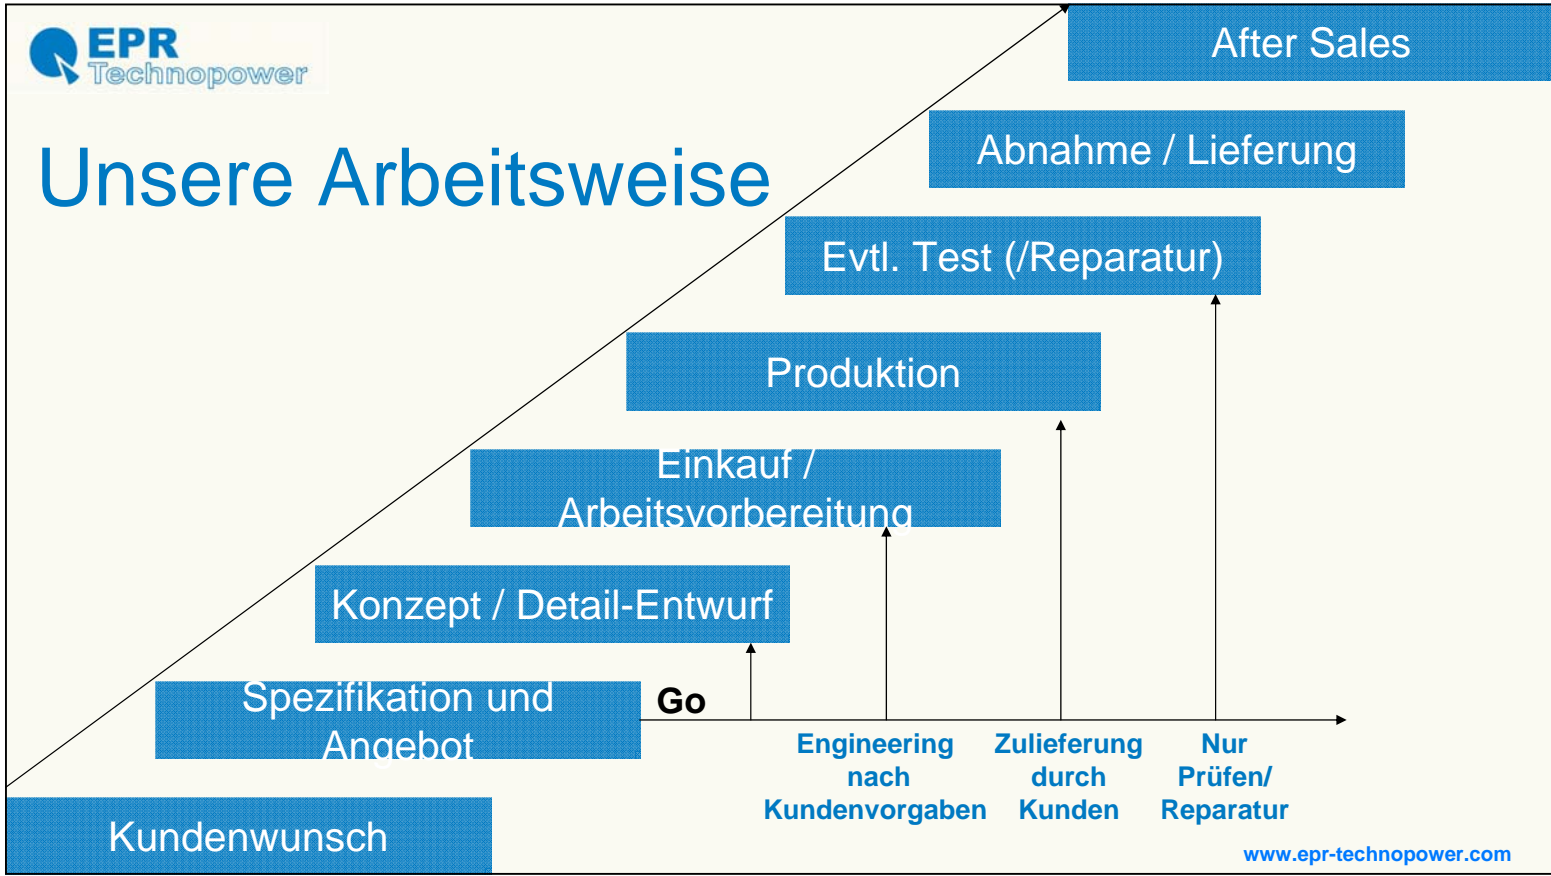 EPR
Technopower
Unsere Arbeitsweise
After Sales
Abnahme / Lieferung
Evtl. Test (/Reparatur)
Produktion
Einkauf /
Arbeitsvorbereitung
Konzept / Detail-Entwurf
Spezifikation und
Angebot
Go
Engineering
nach
Kundenvorgaben
Zulieferung
durch
Kunden
Nur
Prüfen/
Reparatur
Kundenwunsch
www.epr-technopower.com